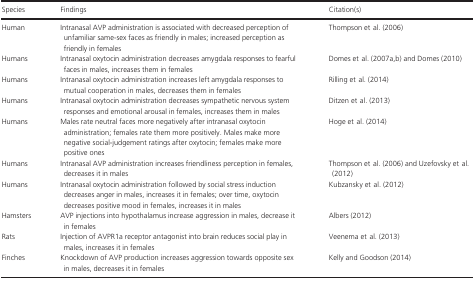 Species Findings Citation(s)
Human Intranasal AVP administration is associated with decreased perception of Thompson et al. (2006)
unfamiliar same-sex faces as friendly in males; increased perception as
friendly in females
Humans Intranasal oxytocin administration decreases amygdala responses to fearful Domes et al. (2007a,b) and Domes (2010)
faces in males, increases them in females
Humans Intranasal oxytocin administration increases left amygdala responses to Rilling et al. (2014)
mutual cooperation in males, decreases them in females
Humans Intranasal oxytocin administration decreases sympathetic nervous system Ditzen et al. (2013)
responses and emotional arousal in females, increases them in males
Humans Males rate neutral faces more negatively after intranasal oxytocin Hoge et al. (2014)
administration; females rate them more positively. Males make more
negative social-judgement ratings after oxytocin; females make more
positive ones
Humans Intranasal AVP administration increases friendliness perception in females, Thompson et al. (2006) and Uzefovsky et al.
decreases it in males (2012)
Humans Intranasal oxytocin administration followed by social stress induction Kubzansky et al. (2012)
decreases anger in males, increases it in females; over time, oxytocin
decreases positive mood in females, increases it in males
Hamsters AVP injections into hypothalamus increase aggression in males, decrease it Albers (2012)
in females
Rats Injection of AVPR1a receptor antagonist into brain reduces social play in Veenema et al. (2013)
males, increases it in females
Finches Knockdown of AVP production increases aggression towards opposite sex Kelly and Goodson (2014)
in males, decreases it in females